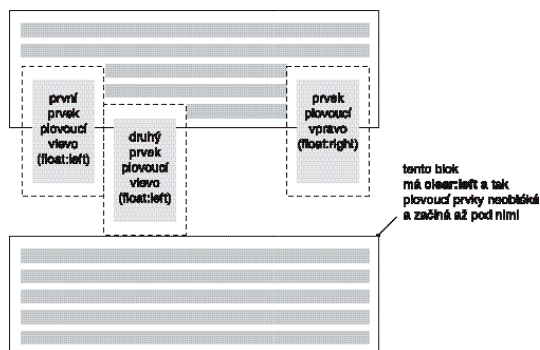 první
prvek
plovoucí
vlevo
(float:left)
druhý
prvek
plovoucí
vlevo
(float:left)
prvek
plovoucí
vpravo
(float:right)
tento blok
má clear:left a tak
plovoucí prvky neobtéká
a začíná až pod nimi